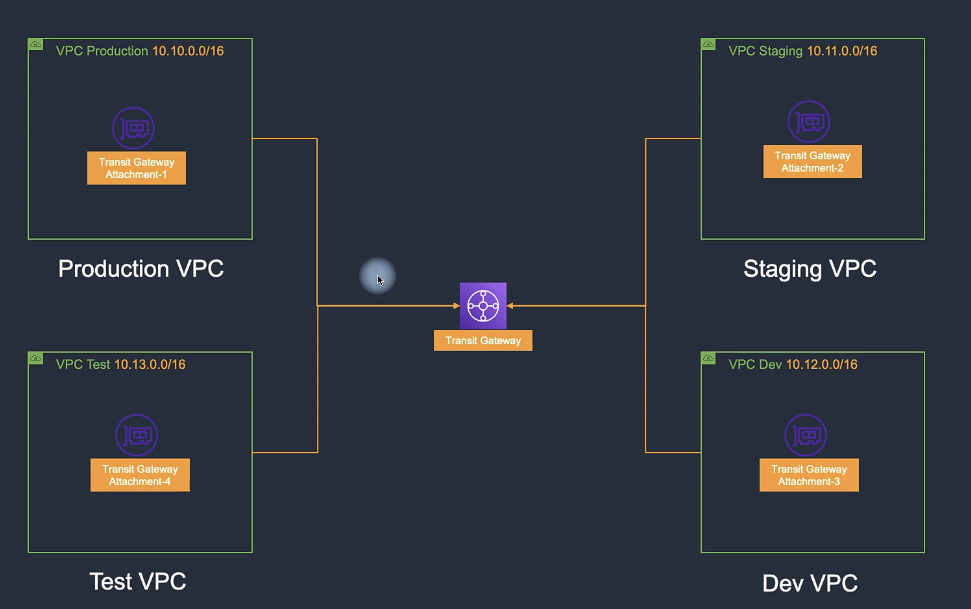 VPC Production 10.10.0.0/16
Transit Gateway
Attachment-1
Production VPC
VPC Staging 10.11.0.0/16
Transit Gateway
Attachment-2
Staging VPC
Transit Gateway
VPC Test 10.13.0.0/16
Transit Gateway
Attachment-4
Test VPC
VPC Dev 10.12.0.0/16
Transit Gateway
Attachment-3
Dev VPC